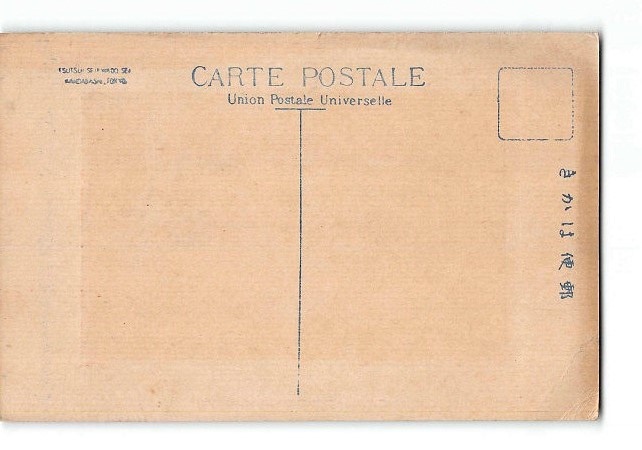 CARTE POSTALE
Union Postale Universelle
きかは便郵